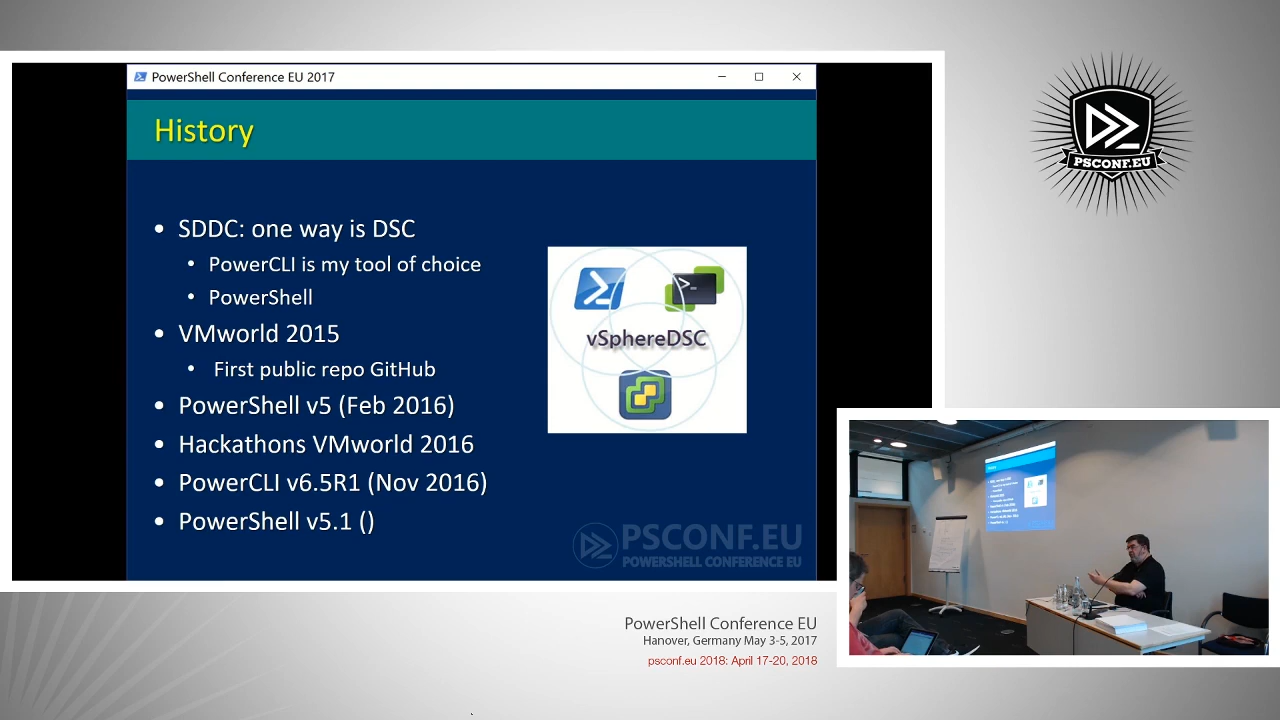 PowerShell Conference EU 2017
History
• SDDC: one way is DSC
• PowerCLI is my tool of choice
• PowerShell
• VMworld 2015
• First public repo GitHub
• PowerShell v5 (Feb 2016)
• Hackathons VMworld 2016
• PowerCLI v6.5R1 (Nov 2016)
• PowerShell v5.1 ()
vSphereDSC
PSCONF.EU
POWERSHELL CONFERENCE EU
PSCONF.EU
PowerShell Conference EU
Hanover, Germany May 3-5, 2017
psconf.eu 2018: April 17-20, 2018
History